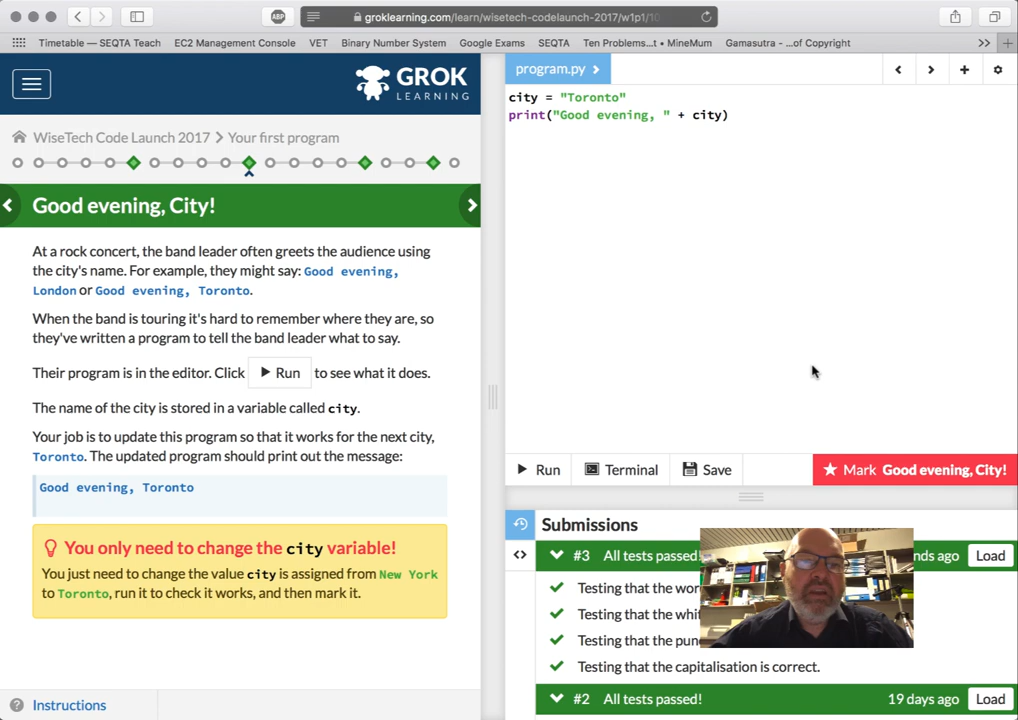 ABP
groklearning.com/learn/wisetech-codelaunch-2017/w1p1/10
Timetable — SEQTA Teach EC2 Management Console VET Binary Number System Google Exams SEQTA Ten Problems...t • MineMum Gamasutra - ...of Copyright
GROK
LEARNING
WiseTech Code Launch 2017 > Your first program
Good evening, City!
At a rock concert, the band leader often greets the audience using
the city's name. For example, they might say: Good evening,
London or Good evening, Toronto.
When the band is touring it's hard to remember where they are, so
they've written a program to tell the band leader what to say.
Their program is in the editor. Click Run to see what it does.
The name of the city is stored in a variable called city.
Your job is to update this program so that it works for the next city,
Toronto. The updated program should print out the message:
Good evening, Toronto
You only need to change the city variable!
You just need to change the value city is assigned from New York
to Toronto, run it to check it works, and then mark it.
Instructions
program.py
city = "Toronto"
print("Good evening, " + city)
Run Terminal Save Mark Good evening, City!
Submissions
#3 All tests passed! ago Load
Testing that the
Testing that the
Testing that the
Testing that the capitalisation is correct.
#2 All tests passed! 19 days ago Load